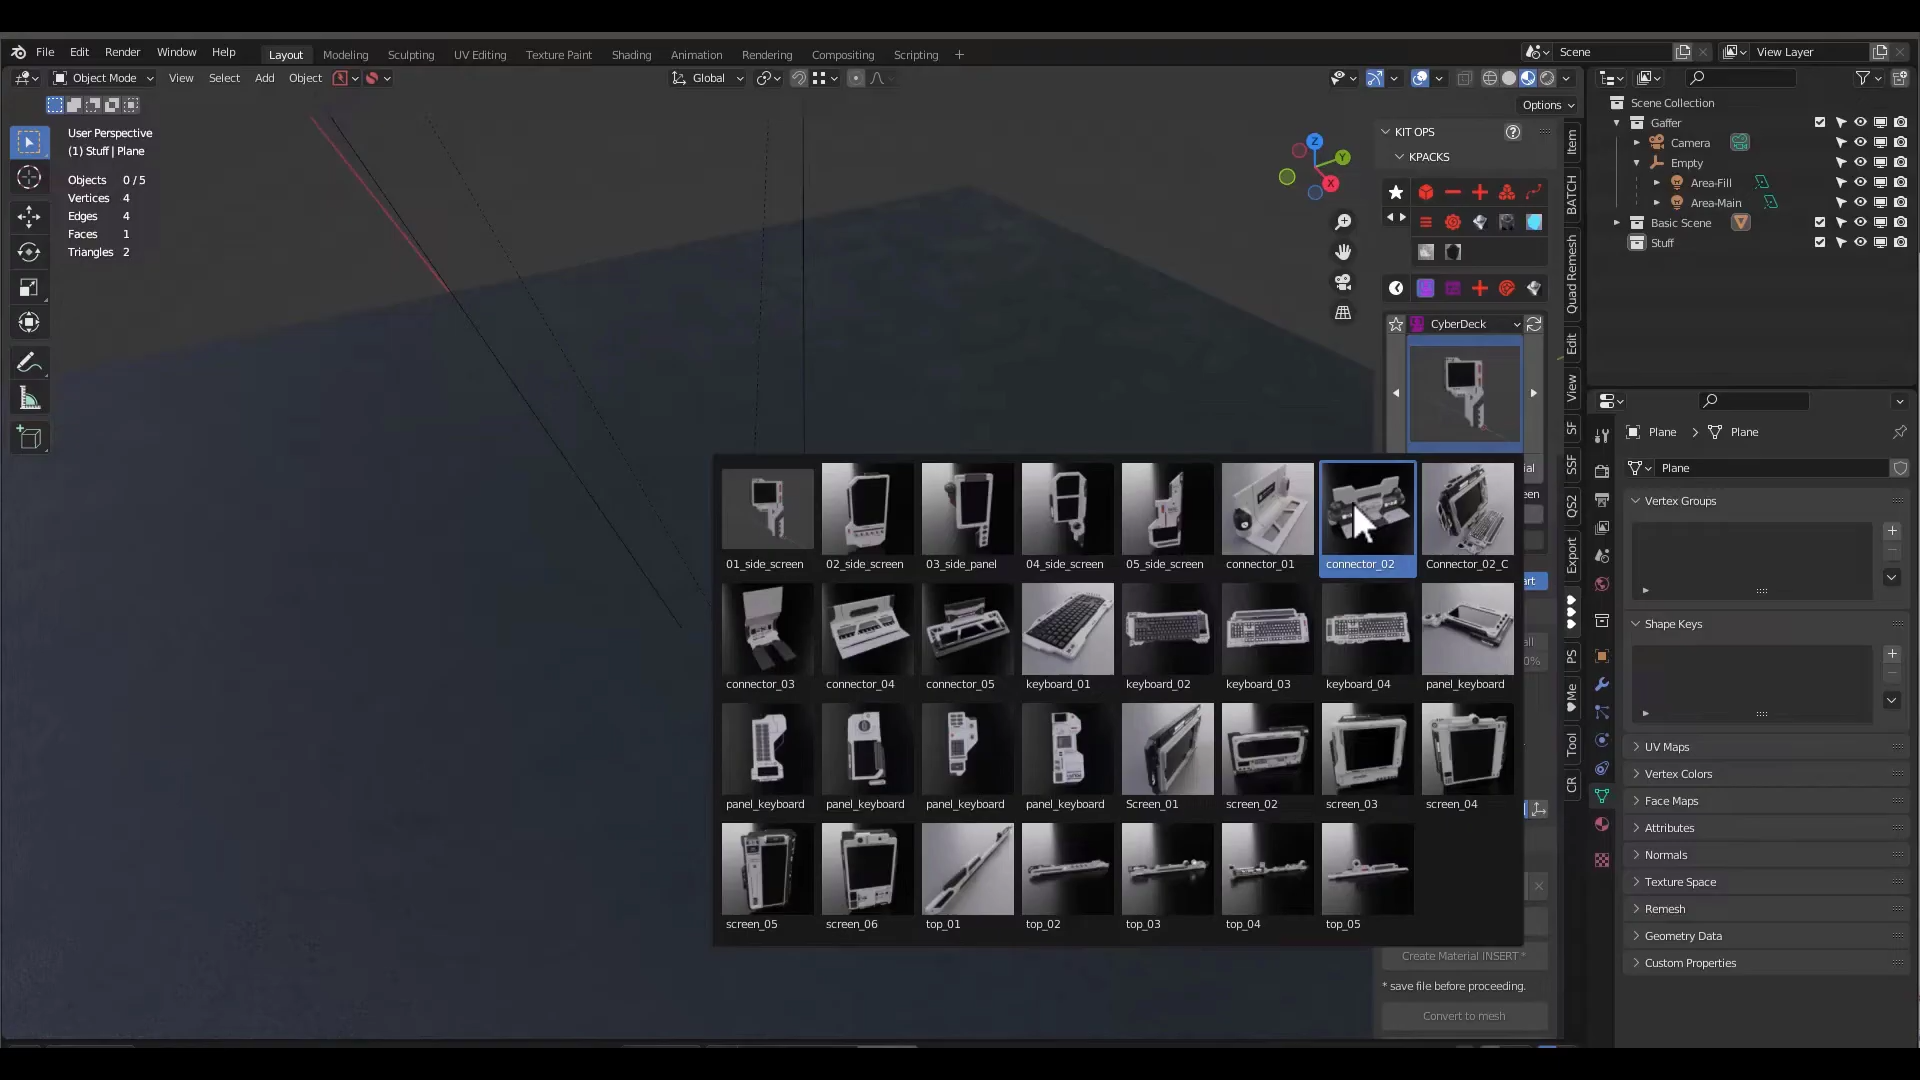 File Edit Render Window Help
Layout Modeling Sculpting UV Editing Texture Paint Shading Animation Rendering Compositing Scripting +
Scene
View Layer
Object Mode View Select Add Object
Global
Options
User Perspective
(1) Stuff | Plane
Objects 0 / 5
Vertices 4
Edges 4
Faces 1
Triangles 2
Z
Y
X
KIT OPS
KPACKS
CyberDeck
Item
BATCH
Quad Remesh
Edit
View
SF
SSF
QS2
Export
PS
Me
Tool
CR
01_side_screen 02_side_screen 03_side_panel 04_side_screen 05_side_screen connector_01 connector_02 Connector_02_C
connector_03 connector_04 connector_05 keyboard_01 keyboard_02 keyboard_03 keyboard_04 panel_keyboard
panel_keyboard panel_keyboard panel_keyboard panel_keyboard Screen_01 screen_02 screen_03 screen_04
screen_05 screen_06 top_01 top_02 top_03 top_04 top_05
Create Material INSERT*
* save file before proceeding.
Convert to mesh
Scene Collection
Gaffer
Camera
Empty
Area-Fill
Area-Main
Basic Scene
Stuff
Plane > Plane
Plane
Vertex Groups
Shape Keys
UV Maps
Vertex Colors
Face Maps
Attributes
Normals
Texture Space
Remesh
Geometry Data
Custom Properties